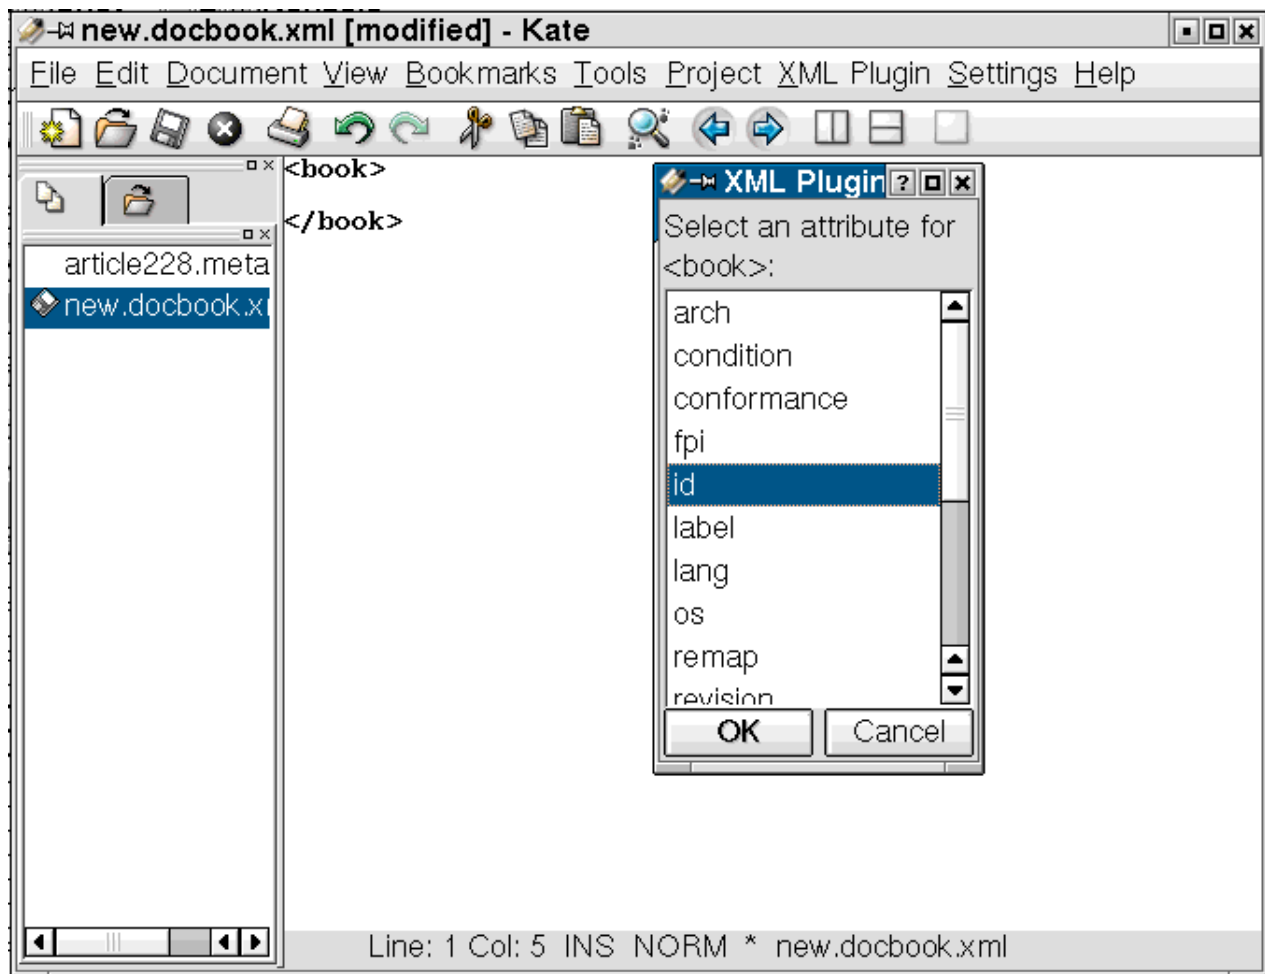 new.docbook.xml [modified] - Kate
File Edit Document View Bookmarks Tools Project XML Plugin Settings Help
<book>
</book>
article228.meta
new.docbook.x
XML Plugin
Select an attribute for
<book>:
arch
condition
conformance
fpi
id
label
lang
os
remap
revision
OK Cancel
Line: 1 Col: 5 INS NORM * new.docbook.xml